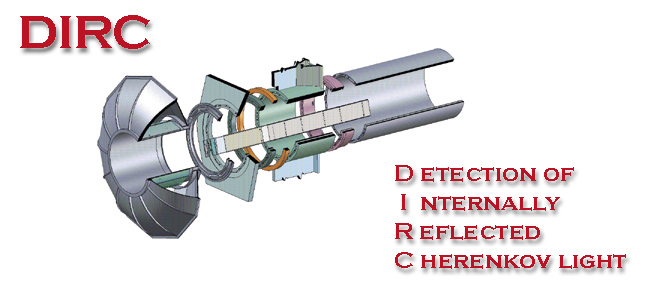 DIRC
Detection of
Internally
Reflected
Cherenkov light